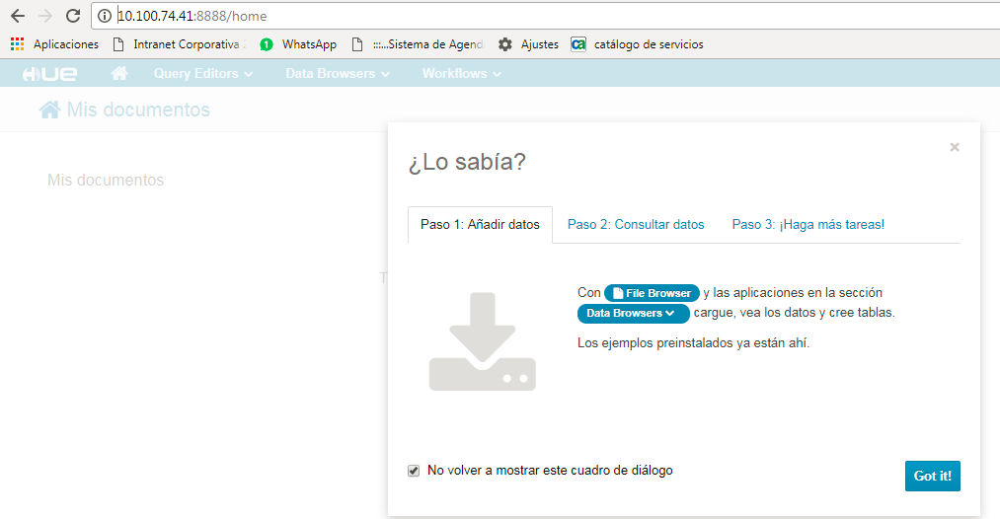 10.100.74.41:8888/home
Aplicaciones Intranet Corporativa WhatsApp :::...Sistema de Agend Ajustes catálogo de servicios
HUE Query Editors Data Browsers Workflows
Mis documentos
¿Lo sabía? ×
Mis documentos
Paso 1: Añadir datos Paso 2: Consultar datos Paso 3: ¡Haga más tareas!
T
Con File Browser y las aplicaciones en la sección
Data Browsers cargue, vea los datos y cree tablas.
Los ejemplos preinstalados ya están ahí.
No volver a mostrar este cuadro de diálogo
Got it!